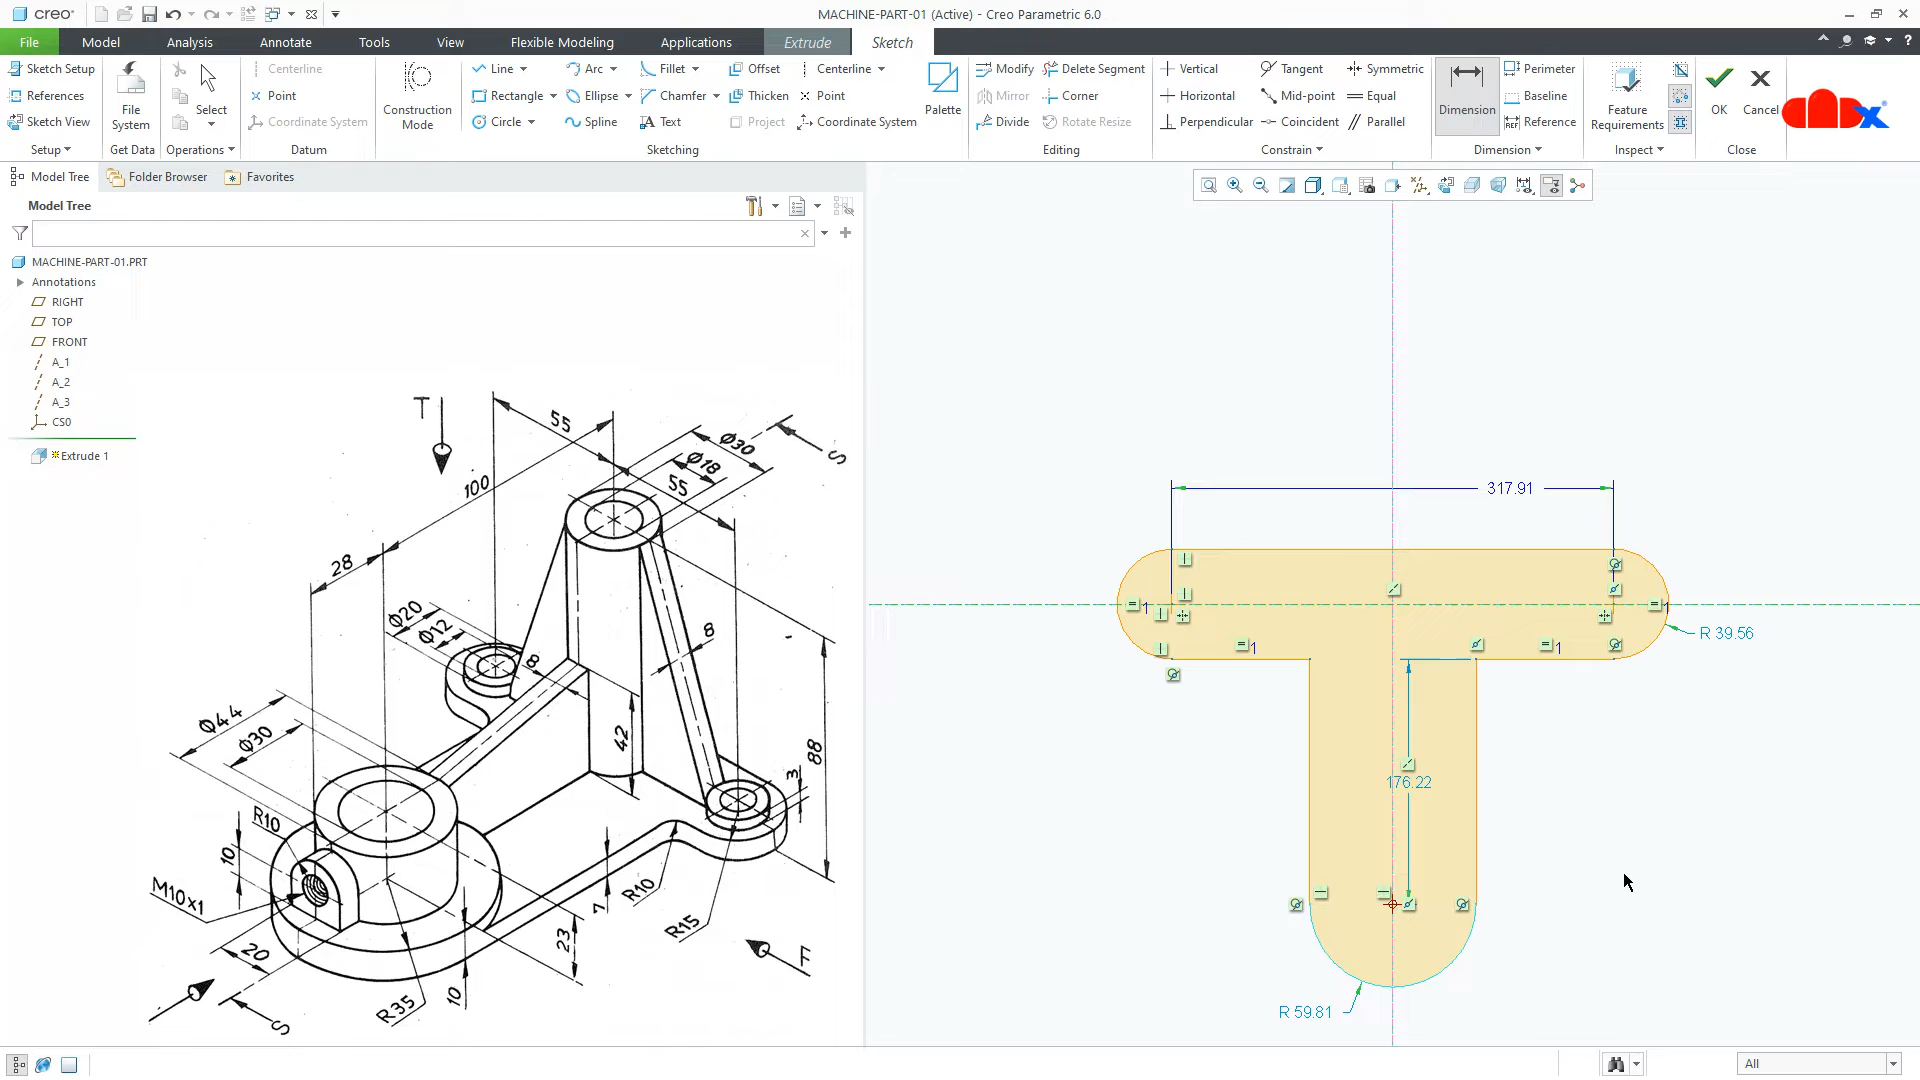 creo
MACHINE-PART-01 (Active) - Creo Parametric 6.0
File Model Analysis Annotate Tools View Flexible Modeling Applications Extrude Sketch
Sketch Setup
References
Sketch View
Setup
File System
Get Data
Select
Operations
Centerline
Point
Coordinate System
Datum
Construction Mode
Line Arc Fillet Offset Centerline
Rectangle Ellipse Chamfer Thicken Point
Circle Spline Text Project Coordinate System
Palette
Sketching
Modify Delete Segment
Mirror Corner
Divide Rotate Resize
Editing
Vertical Tangent Symmetric
Horizontal Mid-point Equal
Perpendicular Coincident Parallel
Constrain
Dimension
Perimeter
Baseline
Reference
Dimension
Feature Requirements
Inspect
OK Cancel
Close
Model Tree Folder Browser Favorites
Model Tree
MACHINE-PART-01.PRT
Annotations
RIGHT
TOP
FRONT
A_1
A_2
A_3
CS0
Extrude 1
T
55
Ø30
S
Ø18
55
100
28
Ø20
Ø12
8
8
Ø44
Ø30
42
88
3
R10
10
M10x1
R10
7
R15
23
F
20
R35
10
S
317.91
1
1
R 39.56
1
1
176.22
R 59.81
All